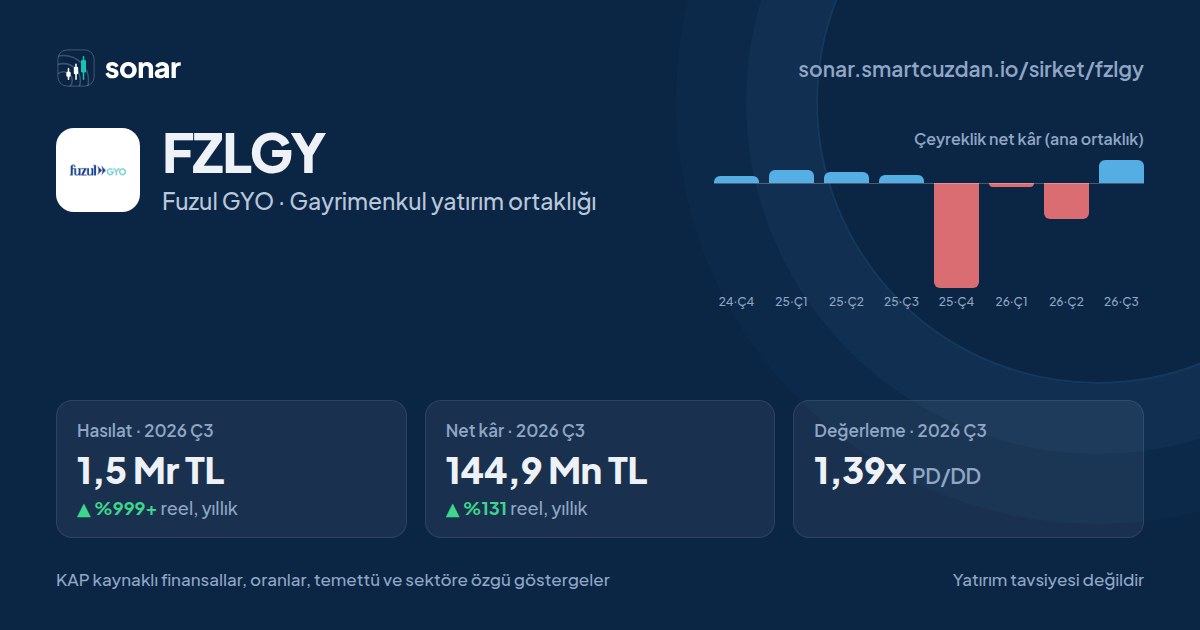 sonar
sonar.smartcuzdan.io/sirket/fzlgy
fuzul GYO
FZLGY
Fuzul GYO · Gayrimenkul yatırım ortaklığı
Çeyreklik net kâr (ana ortaklık)
24·Ç4 25·Ç1 25·Ç2 25·Ç3 25·Ç4 26·Ç1 26·Ç2 26·Ç3
Hasılat · 2026 Ç3
1,5 Mr TL
▲ %999+ reel, yıllık
Net kâr · 2026 Ç3
144,9 Mn TL
▲ %131 reel, yıllık
Değerleme · 2026 Ç3
1,39x PD/DD
KAP kaynaklı finansallar, oranlar, temettü ve sektöre özgü göstergeler
Yatırım tavsiyesi değildir